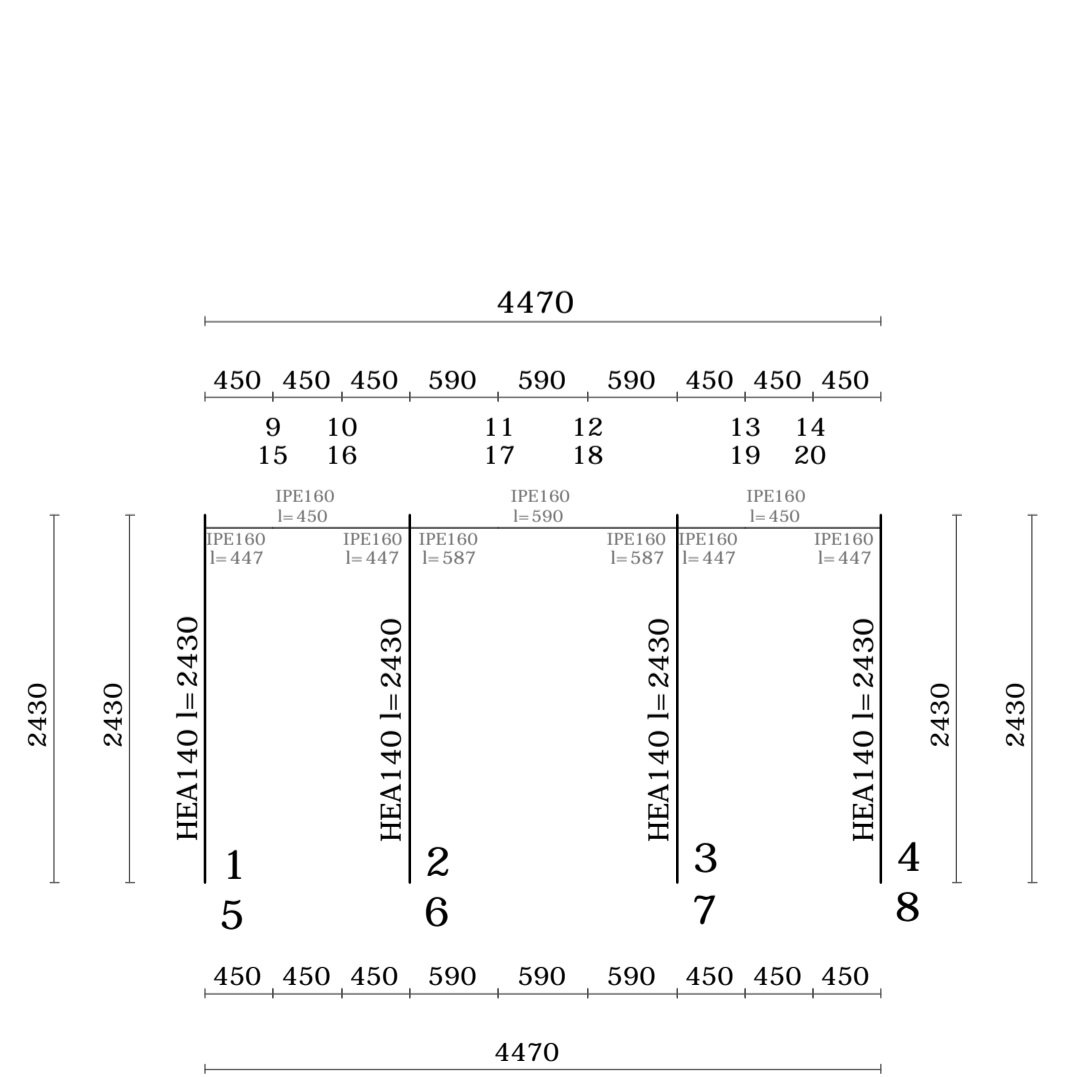 4470
450 450 450 590 590 590 450 450 450
9 10 11 12 13 14
15 16 17 18 19 20
IPE160 IPE160 IPE160
l=450 l=590 l=450
IPE160 IPE160 IPE160 IPE160 IPE160 IPE160
l=447 l=447 l=587 l=587 l=447 l=447
2430
2430
HEA140 l=2430
HEA140 l=2430
HEA140 l=2430
HEA140 l=2430
2430
2430
1 2 3 4
5 6 7 8
450 450 450 590 590 590 450 450 450
4470